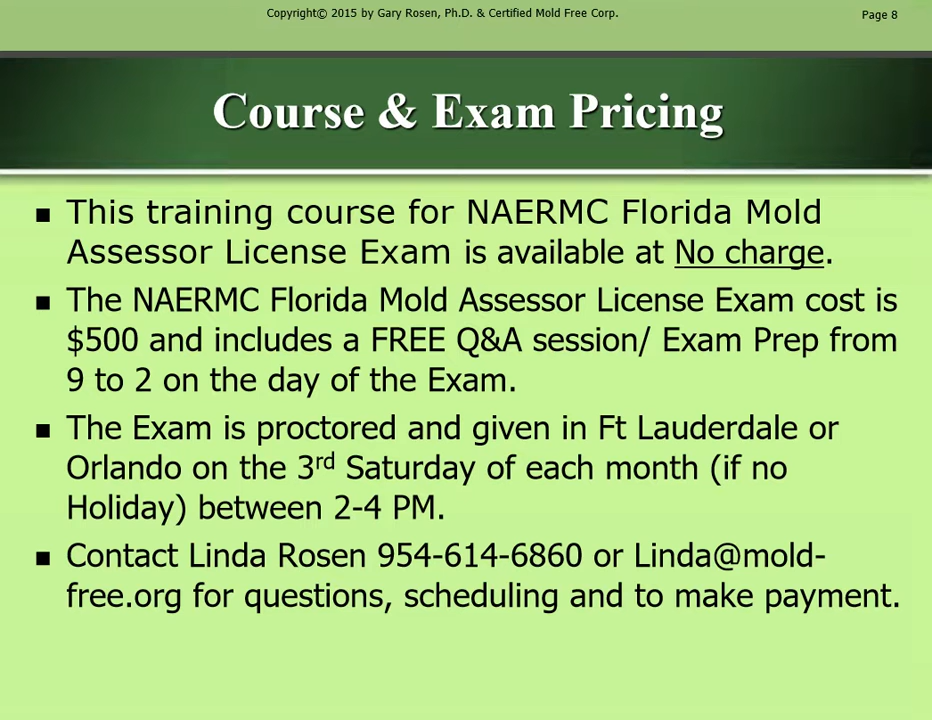 Copyright© 2015 by Gary Rosen, Ph.D. & Certified Mold Free Corp.
Page 8
Course & Exam Pricing
■ This training course for NAERMC Florida Mold
Assessor License Exam is available at No charge.
■ The NAERMC Florida Mold Assessor License Exam cost is
$500 and includes a FREE Q&A session/ Exam Prep from
9 to 2 on the day of the Exam.
■ The Exam is proctored and given in Ft Lauderdale or
Orlando on the 3rd Saturday of each month (if no
Holiday) between 2-4 PM.
■ Contact Linda Rosen 954-614-6860 or Linda@mold-
free.org for questions, scheduling and to make payment.